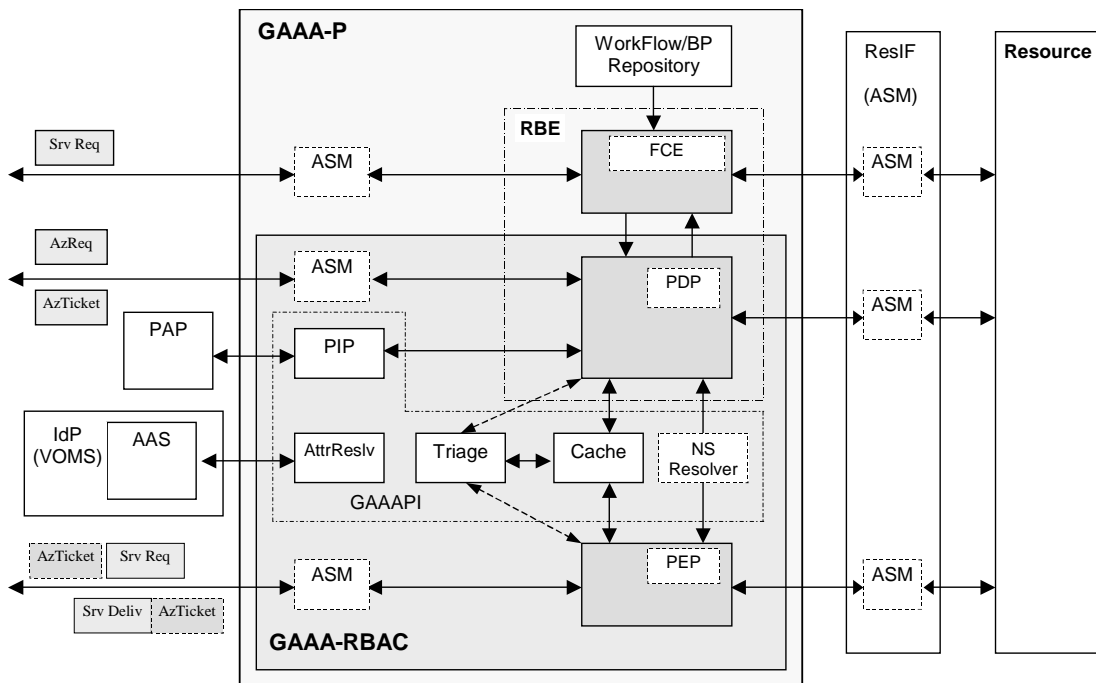 GAAA-P
WorkFlow/BP
Repository
ResIF
(ASM)
Resource
RBE
Srv Req
ASM
FCE
ASM
AzReq
ASM
PDP
ASM
AzTicket
PAP
PIP
IdP
(VOMS)
AAS
AttrReslv
Triage
Cache
NS
Resolver
GAAAPI
AzTicket
Srv Req
ASM
PEP
ASM
Srv Deliv
AzTicket
GAAA-RBAC